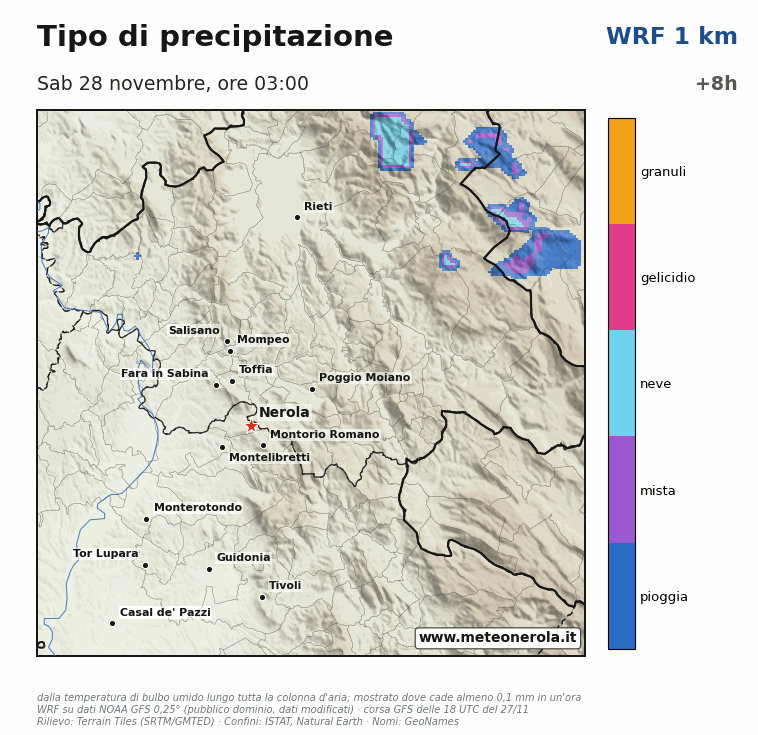 Tipo di precipitazione
WRF 1 km
Sab 28 novembre, ore 03:00
+8h
granuli
gelicidio
neve
mista
pioggia
Rieti
Salisano
Mompeo
Fara in Sabina
Toffia
Poggio Moiano
Nerola
Montorio Romano
Montelibretti
Monterotondo
Tor Lupara
Guidonia
Tivoli
Casal de' Pazzi
www.meteonerola.it
dalla temperatura di bulbo umido lungo tutta la colonna d'aria; mostrato dove cade almeno 0,1 mm in un'ora
WRF su dati NOAA GFS 0,25° (pubblico dominio, dati modificati) · corsa GFS delle 18 UTC del 27/11
Rilievo: Terrain Tiles (SRTM/GMTED) · Confini: ISTAT, Natural Earth · Nomi: GeoNames